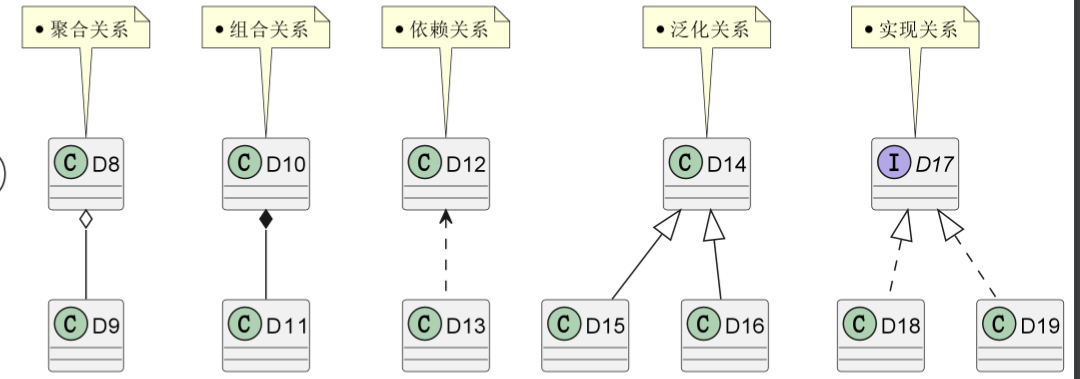 • 聚合关系
• 组合关系
• 依赖关系
• 泛化关系
• 实现关系
C D8
C D10
C D12
C D14
I D17
C D9
C D11
C D13
C D15
C D16
C D18
C D19